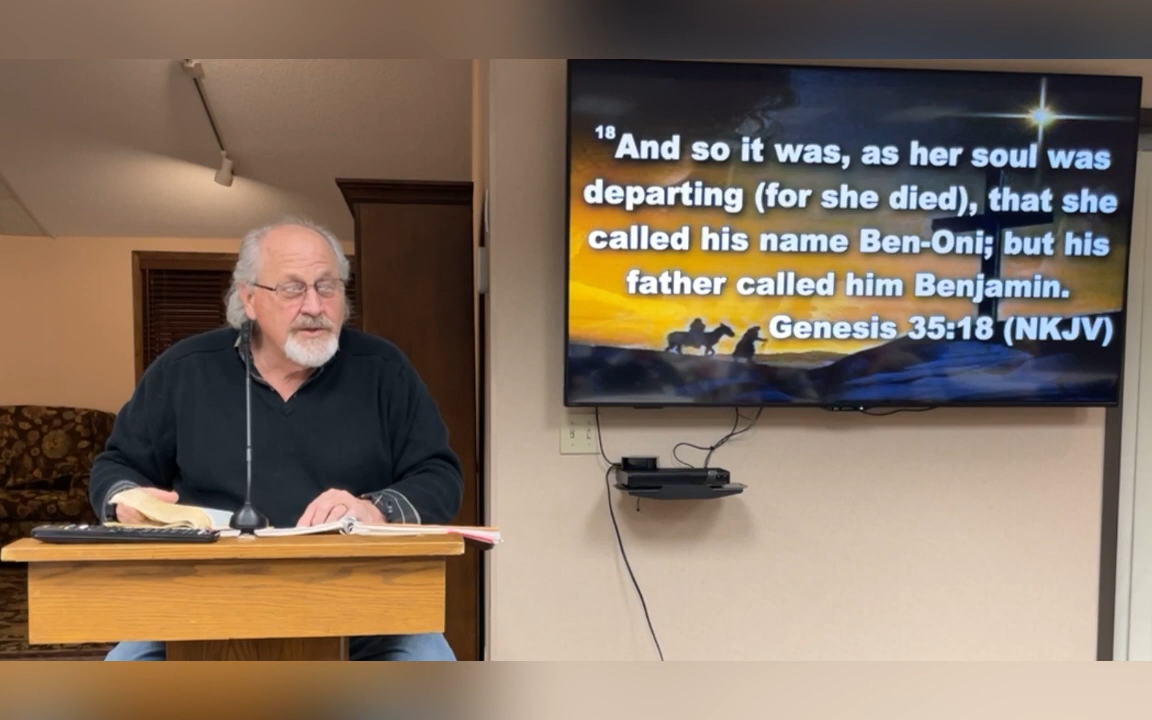 18And so it was, as her soul was
departing (for she died), that she
called his name Ben-Oni; but his
father called him Benjamin.
Genesis 35:18 (NKJV)